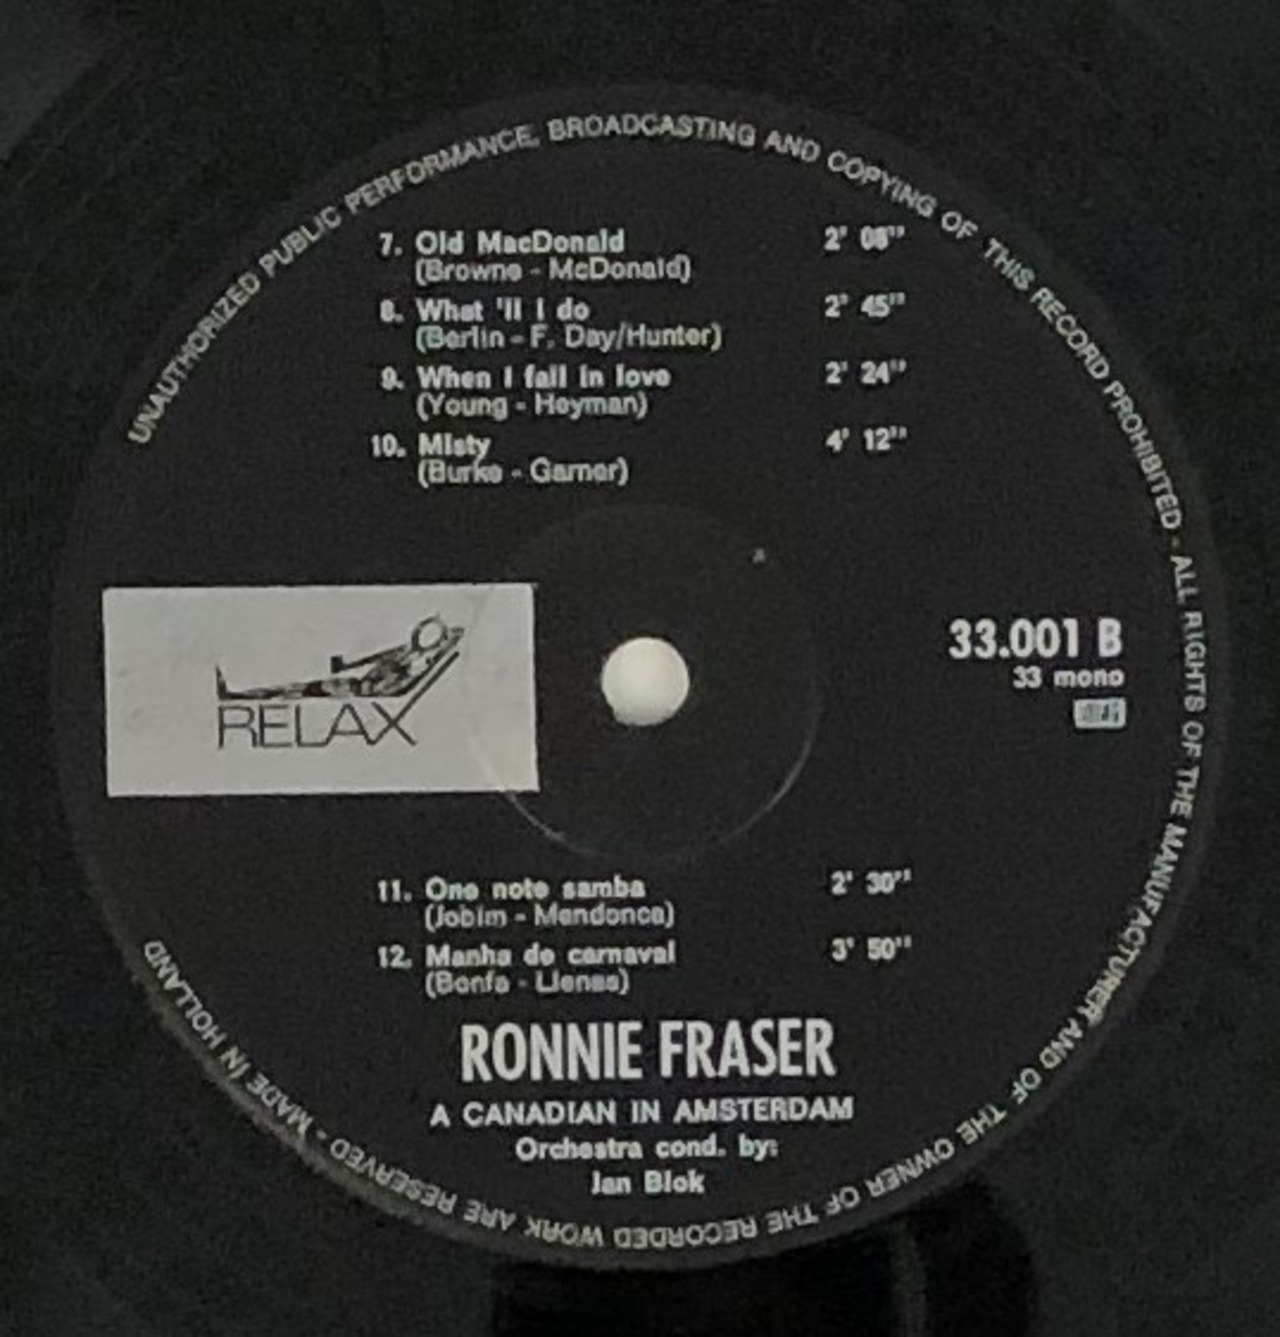 UNAUTHORIZED PUBLIC PERFORMANCE, BROADCASTING AND COPYING OF THIS RECORD PROHIBITED - ALL RIGHTS OF THE MANUFACTURER AND OF THE OWNER OF THE RECORDED WORK ARE RESERVED - MADE IN HOLLAND
7. Old MacDonald 2' 08''
(Browne - McDonald)
8. What 'll I do 2' 45''
(Berlin - F. Day/Hunter)
9. When I fall in love 2' 24''
(Young - Heyman)
10. Misty 4' 12''
(Burke - Garner)
RELAX
33.001 B
33 mono
11. One note samba 2' 30''
(Jobim - Mendonca)
12. Manha de carnaval 3' 50''
(Bonfa - Llenas)
RONNIE FRASER
A CANADIAN IN AMSTERDAM
Orchestra cond. by:
Jan Blok